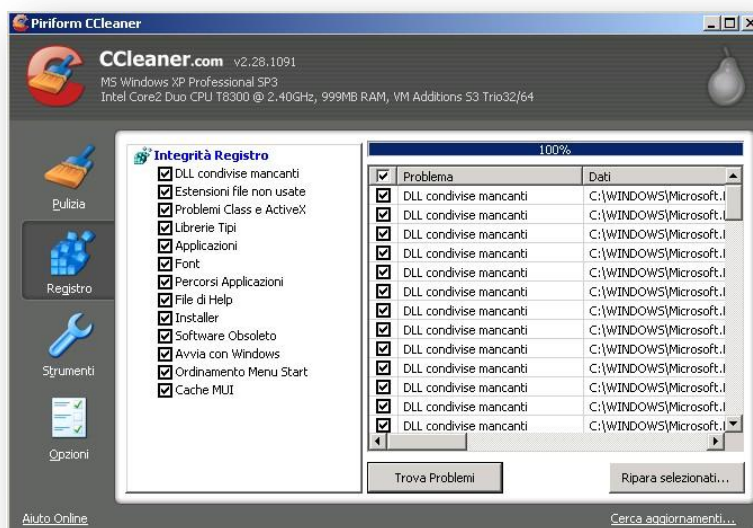 Piriform CCleaner
CCleaner.com v2.28.1091
MS Windows XP Professional SP3
Intel Core2 Duo CPU T8300 @ 2.40GHz, 999MB RAM, VM Additions S3 Trio32/64
Pulizia
Registro
Strumenti
Opzioni
Integrità Registro
DLL condivise mancanti
Estensioni file non usate
Problemi Class e ActiveX
Librerie Tipi
Applicazioni
Font
Percorsi Applicazioni
File di Help
Installer
Software Obsoleto
Avvia con Windows
Ordinamento Menu Start
Cache MUI
100%
Problema Dati
DLL condivise mancanti C:\WINDOWS\Microsoft.
DLL condivise mancanti C:\WINDOWS\Microsoft.
DLL condivise mancanti C:\WINDOWS\Microsoft.
DLL condivise mancanti C:\WINDOWS\Microsoft.
DLL condivise mancanti C:\WINDOWS\Microsoft.
DLL condivise mancanti C:\WINDOWS\Microsoft.
DLL condivise mancanti C:\WINDOWS\Microsoft.
DLL condivise mancanti C:\WINDOWS\Microsoft.
DLL condivise mancanti C:\WINDOWS\Microsoft.
DLL condivise mancanti C:\WINDOWS\Microsoft.
DLL condivise mancanti C:\WINDOWS\Microsoft.
DLL condivise mancanti C:\WINDOWS\Microsoft.
DLL condivise mancanti C:\WINDOWS\Microsoft.
Trova Problemi
Ripara selezionati...
Aiuto Online
Cerca aggiornamenti...